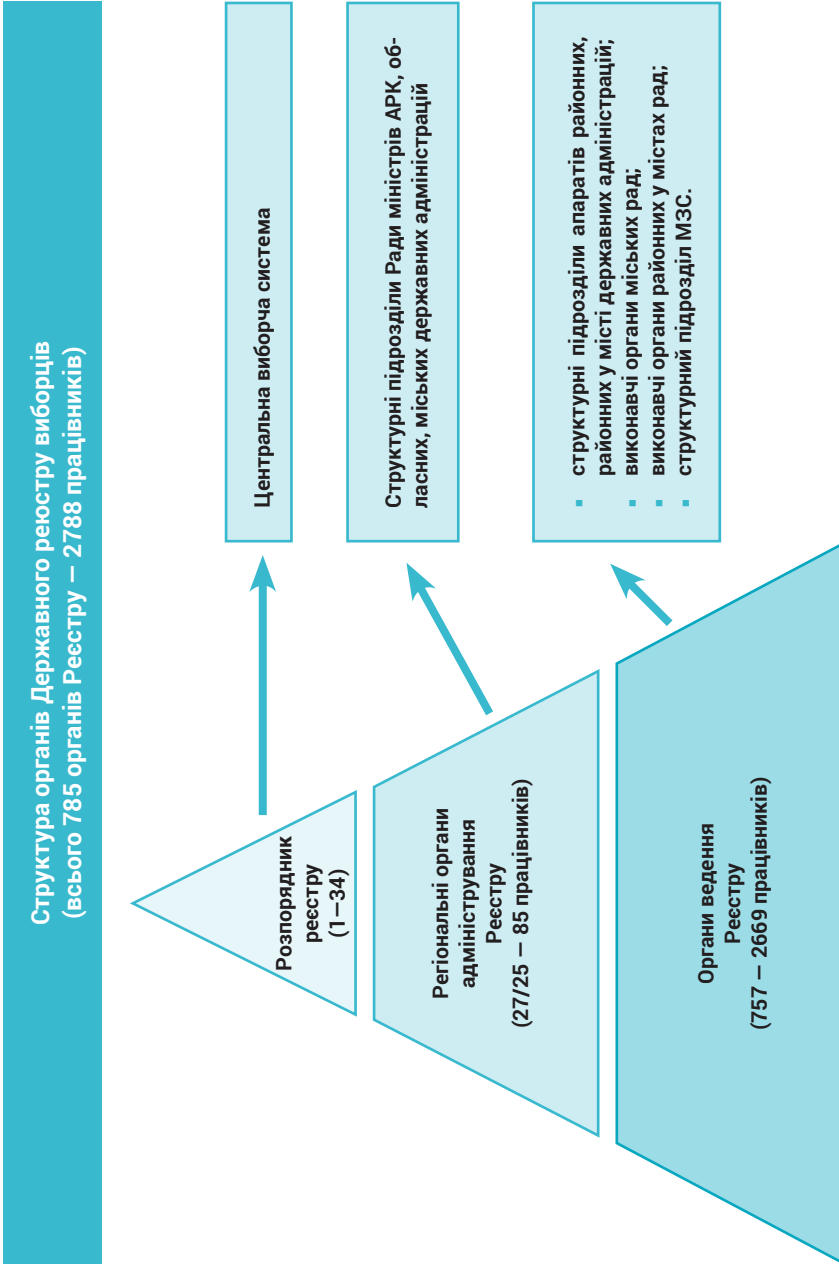 Структура органів Державного реюстру виборців
(всього 785 органів Реєстру — 2788 працівників)
Розпорядник
реєстру
(1—34)
Центральна виборча система
Регіональні органи
адміністрування
Реєстру
(27/25 — 85 працівників)
Структурні підрозділи Ради міністрів АРК, об-
ласних, міських державних адміністрацій
Органи ведення
Реєстру
(757 — 2669 працівників)
▪ структурні підрозділи апаратів районних,
районних у місті державних адміністрацій;
▪ виконавчі органи міських рад;
▪ виконавчі органи районних у містах рад;
▪ структурний підрозділ МЗС.